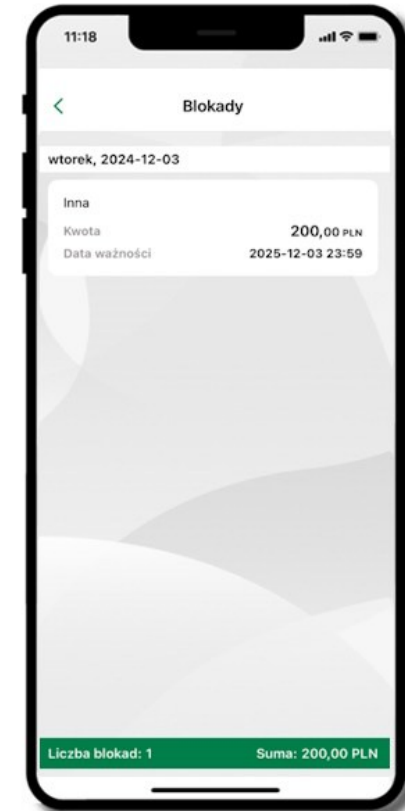 11:18
Blokady
wtorek, 2024-12-03
Inna
Kwota 200,00 PLN
Data ważności 2025-12-03 23:59
Liczba blokad: 1 Suma: 200,00 PLN